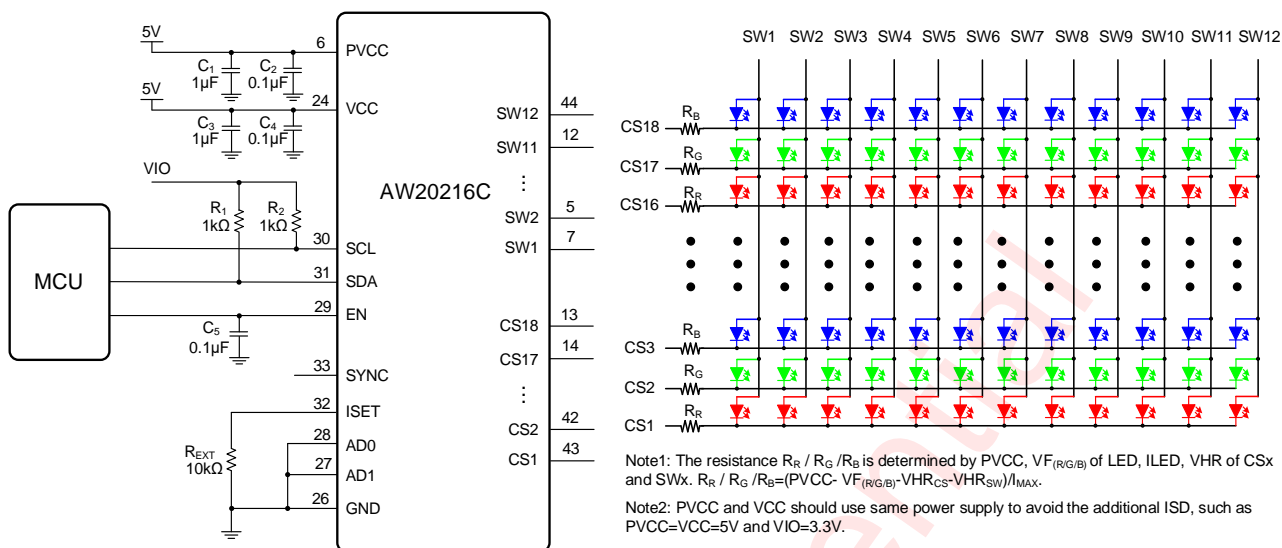 5V
6
PVCC
C1
1µF
C2
0.1µF
5V
24
VCC
C3
1µF
C4
0.1µF
VIO
R1
1kΩ
R2
1kΩ
MCU
30
SCL
31
SDA
29
EN
C5
0.1µF
33
SYNC
32
ISET
28
AD0
27
AD1
26
GND
REXT
10kΩ
AW20216C
SW12
44
SW11
12
SW2
5
SW1
7
CS18
13
CS17
14
CS2
42
CS1
43
SW1 SW2 SW3 SW4 SW5 SW6 SW7 SW8 SW9 SW10 SW11 SW12
CS18 RB
CS17 RG
CS16 RR
CS3 RB
CS2 RG
CS1 RR
Note1: The resistance RR / RG /RB is determined by PVCC, VF(R/G/B) of LED, ILED, VHR of CSx
and SWx. RR / RG /RB=(PVCC- VF(R/G/B)-VHRCS-VHRSW)/IMAX.
Note2: PVCC and VCC should use same power supply to avoid the additional ISD, such as
PVCC=VCC=5V and VIO=3.3V.
ential